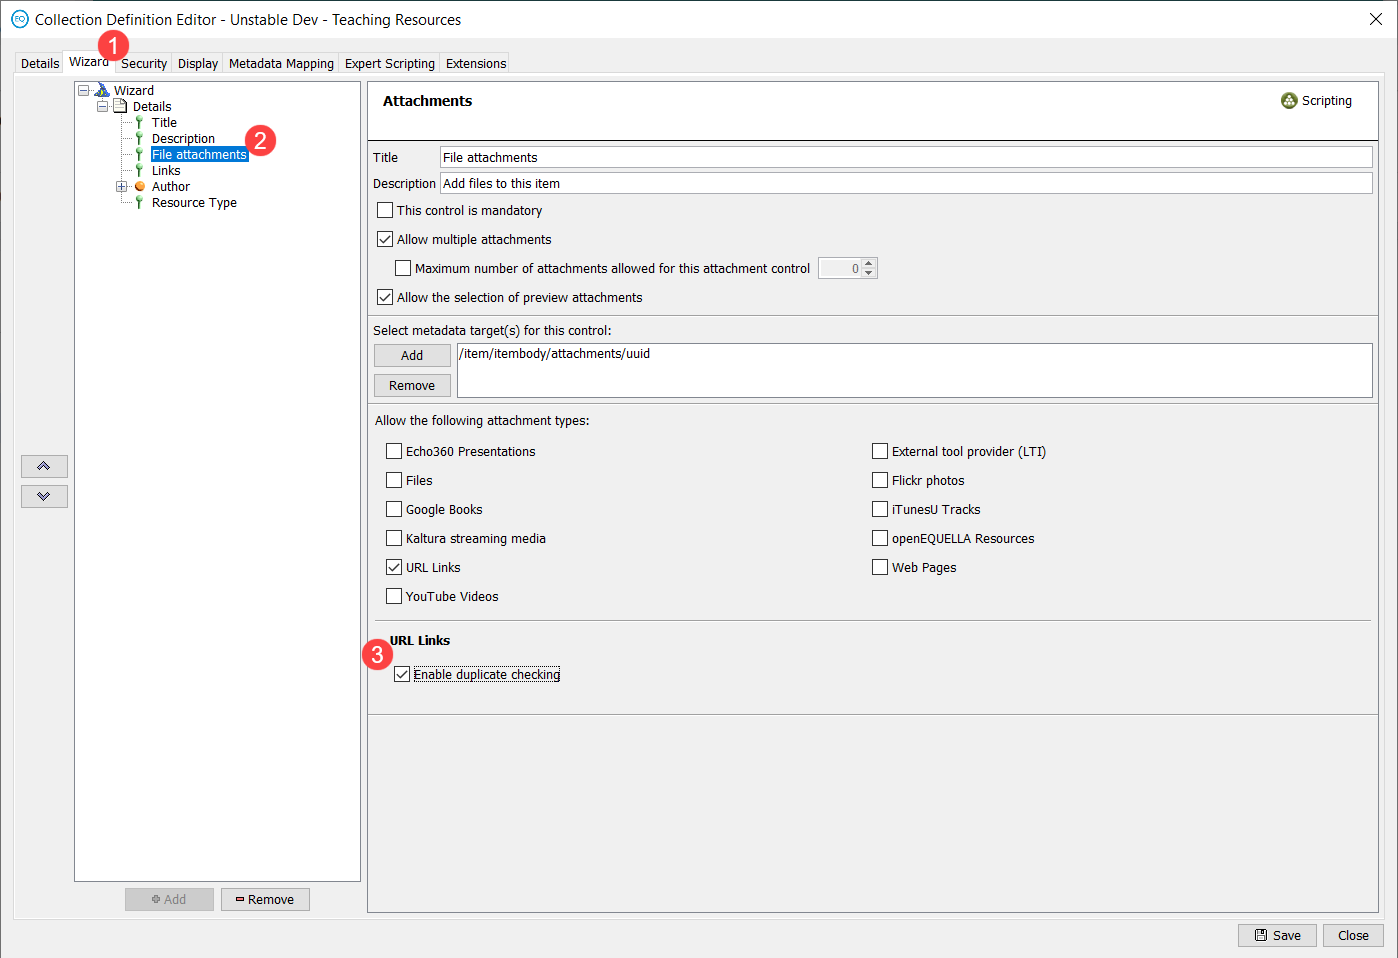 EQ Collection Definition Editor - Unstable Dev - Teaching Resources
1
Details Wizard Security Display Metadata Mapping Expert Scripting Extensions
Wizard
Details
Title
Description
2
File attachments
Links
Author
Resource Type
Add Remove
Attachments Scripting
Title File attachments
Description Add files to this item
This control is mandatory
Allow multiple attachments
Maximum number of attachments allowed for this attachment control 0
Allow the selection of preview attachments
Select metadata target(s) for this control:
Add /item/itembody/attachments/uuid
Remove
Allow the following attachment types:
Echo360 Presentations External tool provider (LTI)
Files Flickr photos
Google Books iTunesU Tracks
Kaltura streaming media openEQUELLA Resources
URL Links Web Pages
YouTube Videos
URL Links
3
Enable duplicate checking
Save Close